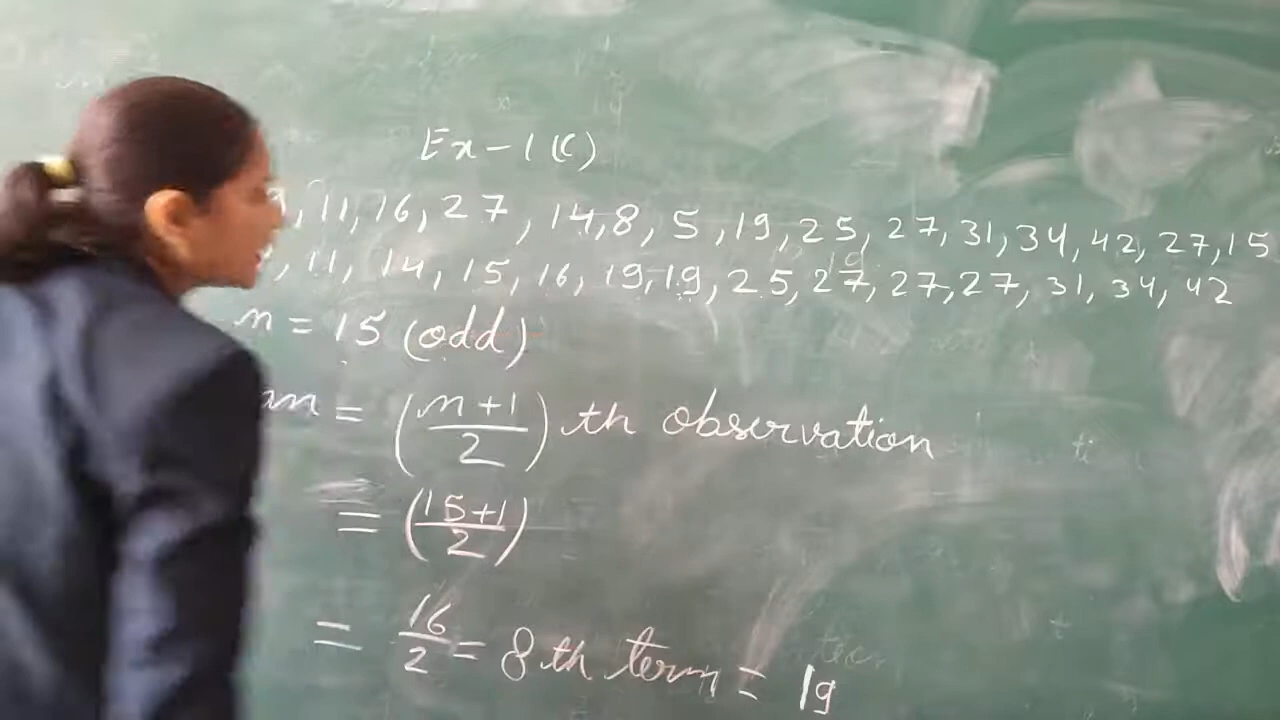 Ex-1(C)
, 11, 16, 27, 14, 8, 5, 19, 25, 27, 31, 34, 42, 27, 15
, 11, 14, 15, 16, 19, 19, 25, 27, 27, 27, 31, 34, 42
n = 15 (odd)
= (n+1/2) th observation
= (15+1/2)
= 16/2 = 8 th term = 19